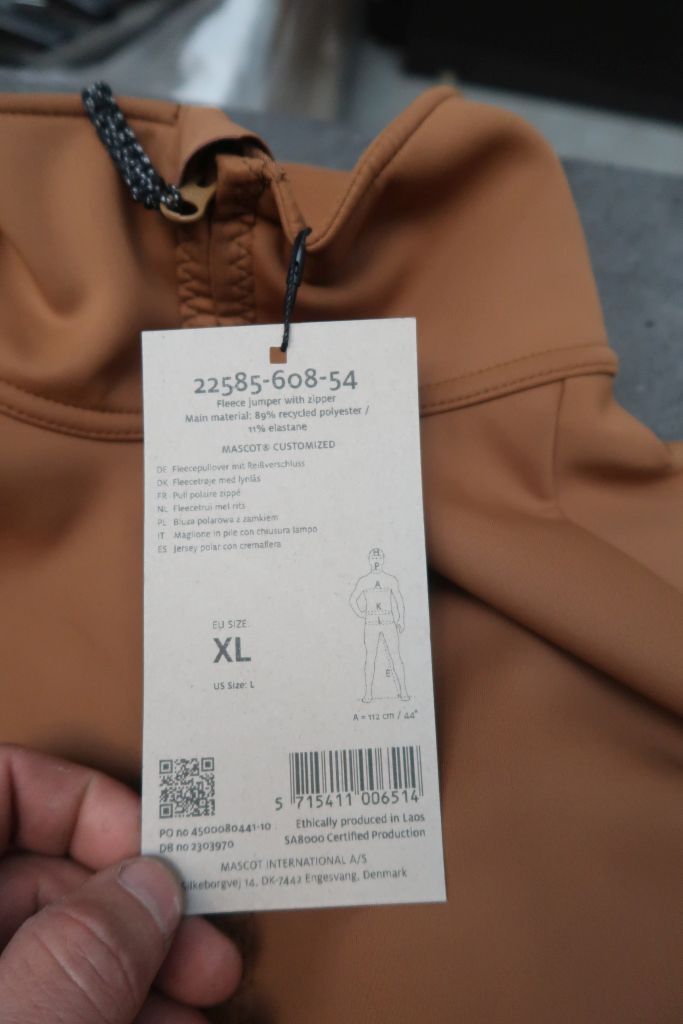 22585-608-54
Fleece jumper with zipper
Main material: 89% recycled polyester /
11% elastane
MASCOT® CUSTOMIZED
DE Fleecepullover mit Reißverschluss
DK Fleecetrøje med lynlås
FR Pull polaire zippé
NL Fleecetrui met rits
PL Bluza polarowa z zamkiem
IT Maglione in pile con chiusura lampo
ES Jersey polar con cremallera
H
P
A
K
L
E
EU SIZE:
XL
US Size: L
A = 112 cm / 44"
5 715411 006514
PO no 4500080441-10
DB no 2303970
Ethically produced in Laos
SA8000 Certified Production
MASCOT INTERNATIONAL A/S
Silkeborgvej 14, DK-7442 Engesvang, Denmark